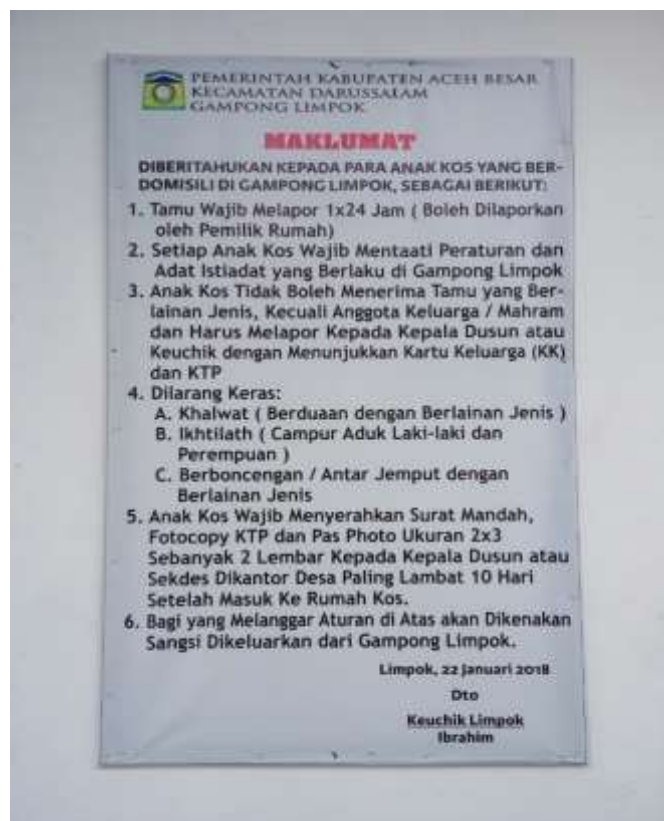 PEMERINTAH KABUPATEN ACEH BESAR
KECAMATAN DARUSSALAM
GAMPONG LIMPOK
MAKLUMAT
DIBERITAHUKAN KEPADA PARA ANAK KOS YANG BER-
DOMISILI DI GAMPONG LIMPOK, SEBAGAI BERIKUT:
1. Tamu Wajib Melapor 1x24 Jam ( Boleh Dilaporkan
oleh Pemilik Rumah)
2. Setiap Anak Kos Wajib Mentaati Peraturan dan
Adat Istiadat yang Berlaku di Gampong Limpok
3. Anak Kos Tidak Boleh Menerima Tamu yang Ber-
lainan Jenis, Kecuali Anggota Keluarga / Mahram
dan Harus Melapor Kepada Kepala Dusun atau
Keuchik dengan Menunjukkan Kartu Keluarga (KK)
dan KTP
4. Dilarang Keras:
A. Khalwat ( Berduaan dengan Berlainan Jenis )
B. Ikhtilath ( Campur Aduk Laki-laki dan
Perempuan )
C. Berboncengan / Antar Jemput dengan
Berlainan Jenis
5. Anak Kos Wajib Menyerahkan Surat Mandah,
Fotocopy KTP dan Pas Photo Ukuran 2x3
Sebanyak 2 Lembar Kepada Kepala Dusun atau
Sekdes Dikantor Desa Paling Lambat 10 Hari
Setelah Masuk Ke Rumah Kos.
6. Bagi yang Melanggar Aturan di Atas akan Dikenakan
Sangsi Dikeluarkan dari Gampong Limpok.
Limpok, 22 Januari 2018
Dto
Keuchik Limpok
Ibrahim